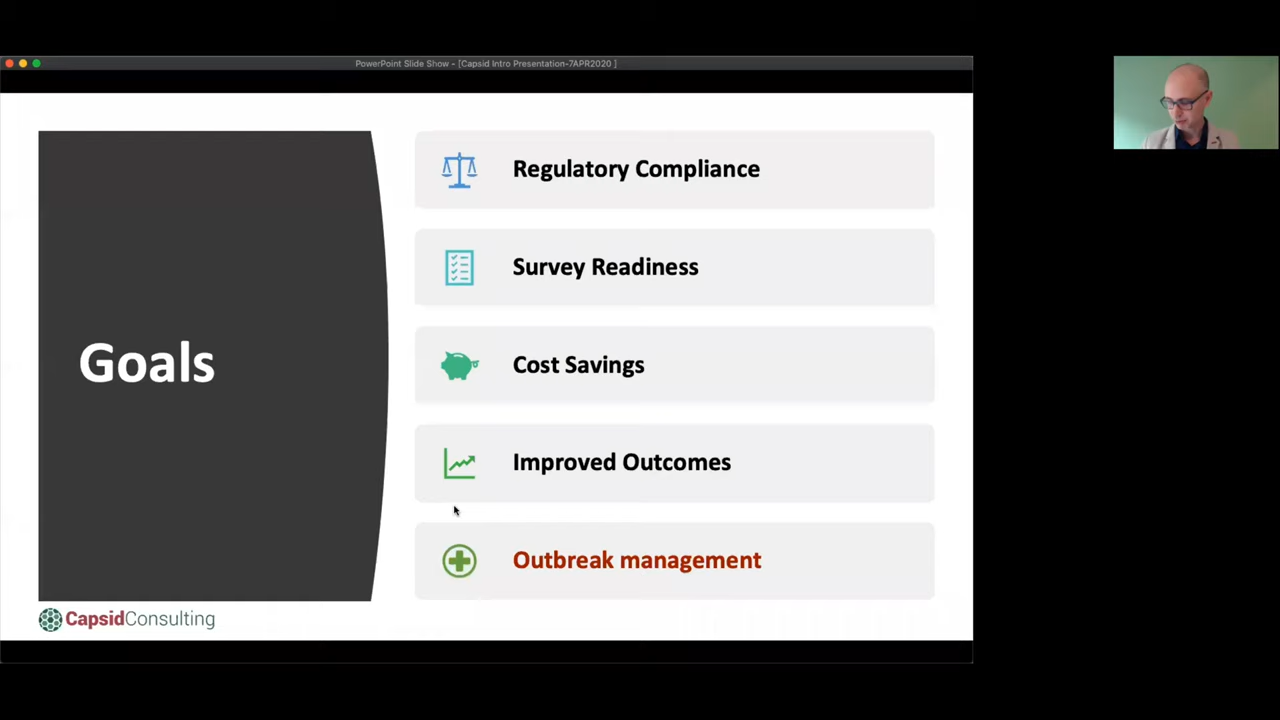 PowerPoint Slide Show - [Capsid Intro Presentation-7APR2020 ]
Goals
Regulatory Compliance
Survey Readiness
Cost Savings
Improved Outcomes
Outbreak management
CapsidConsulting